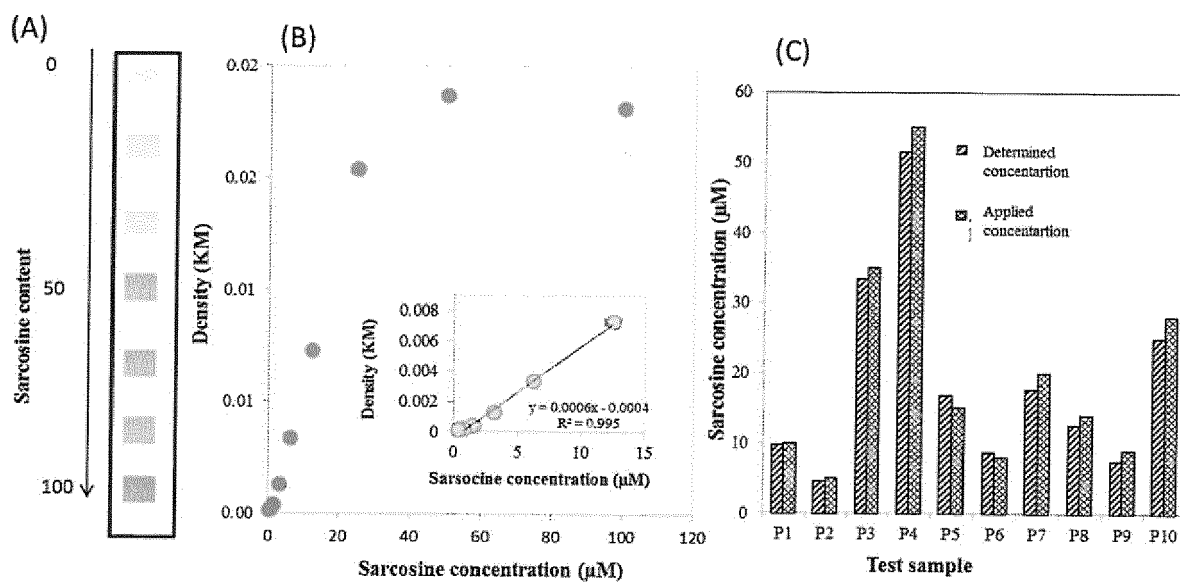 (A)
0
50
100
Sarcosine content
(B)
Density (KM)
0.02
0.02
0.01
0.01
0.00
0
20
40
60
80
100
120
Sarcosine concentration (µM)
Density (KM)
0.008
0.006
0.004
0.002
0
y = 0.0006x - 0.0004
R² = 0.995
0
5
10
15
Sarsocine concentration (µM)
(C)
Sarcosine concentration (µM)
60
50
40
30
20
10
0
Determined
concentartion
Applied
concentartion
P1
P2
P3
P4
P5
P6
P7
P8
P9
P10
Test sample